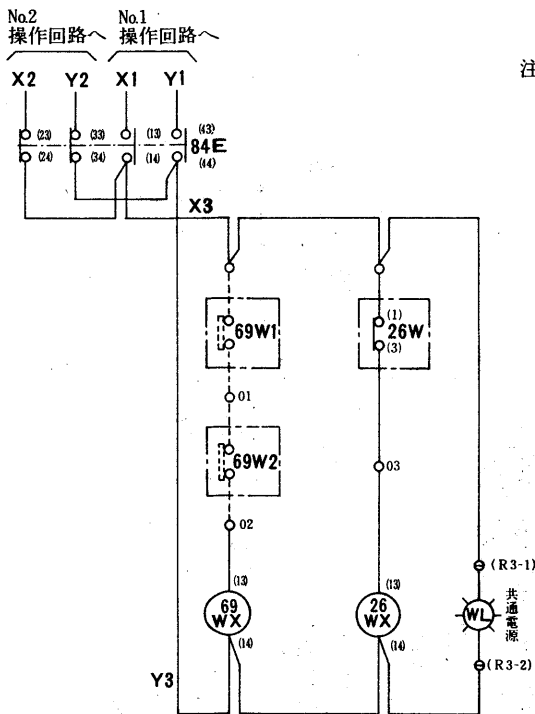 No.2
操作回路へ
No.1
操作回路へ
注
X2
Y2
X1
Y1
(23)
(33)
(13)
(43)
84E
(24)
(34)
(14)
(44)
X3
69W1
(1)
26W
(3)
01
69W2
03
02
(R3-1)
(13)
69
WX
(14)
(13)
26
WX
(14)
WL
共通電源
(R3-2)
Y3